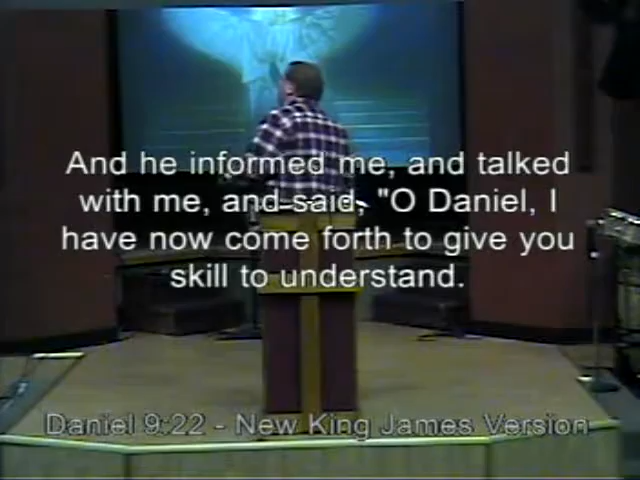 And he informed me, and talked
with me, and said, "O Daniel, I
have now come forth to give you
skill to understand.
Daniel 9:22 - New King James Version